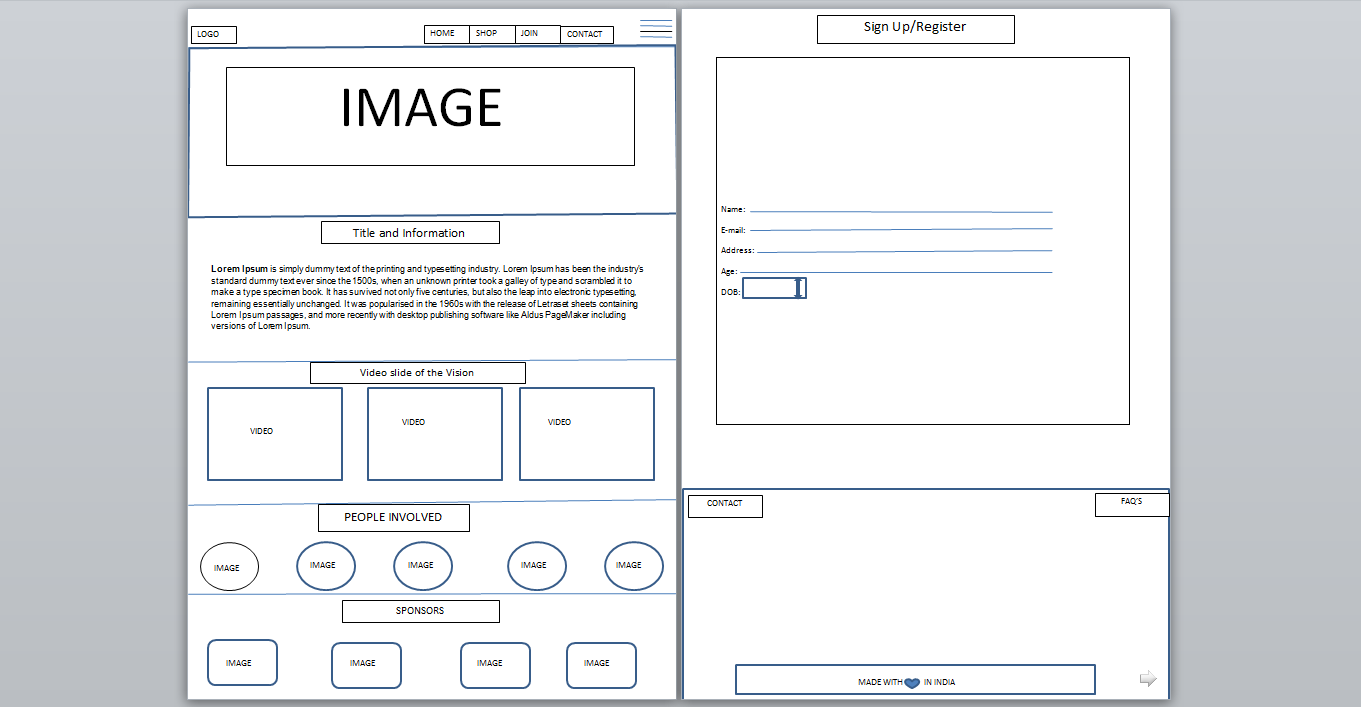 LOGO
HOME
SHOP
JOIN
CONTACT
IMAGE
Title and Information
Lorem Ipsum is simply dummy text of the printing and typesetting industry. Lorem Ipsum has been the industry's
standard dummy text ever since the 1500s, when an unknown printer took a galley of type and scrambled it to
make a type specimen book. It has survived not only five centuries, but also the leap into electronic typesetting,
remaining essentially unchanged. It was popularised in the 1960s with the release of Letraset sheets containing
Lorem Ipsum passages, and more recently with desktop publishing software like Aldus PageMaker including
versions of Lorem Ipsum.
Video slide of the Vision
VIDEO
VIDEO
VIDEO
PEOPLE INVOLVED
IMAGE
IMAGE
IMAGE
IMAGE
IMAGE
SPONSORS
IMAGE
IMAGE
IMAGE
IMAGE
Sign Up/Register
Name:
E-mail:
Address:
Age:
DOB:
CONTACT
FAQ'S
MADE WITH IN INDIA